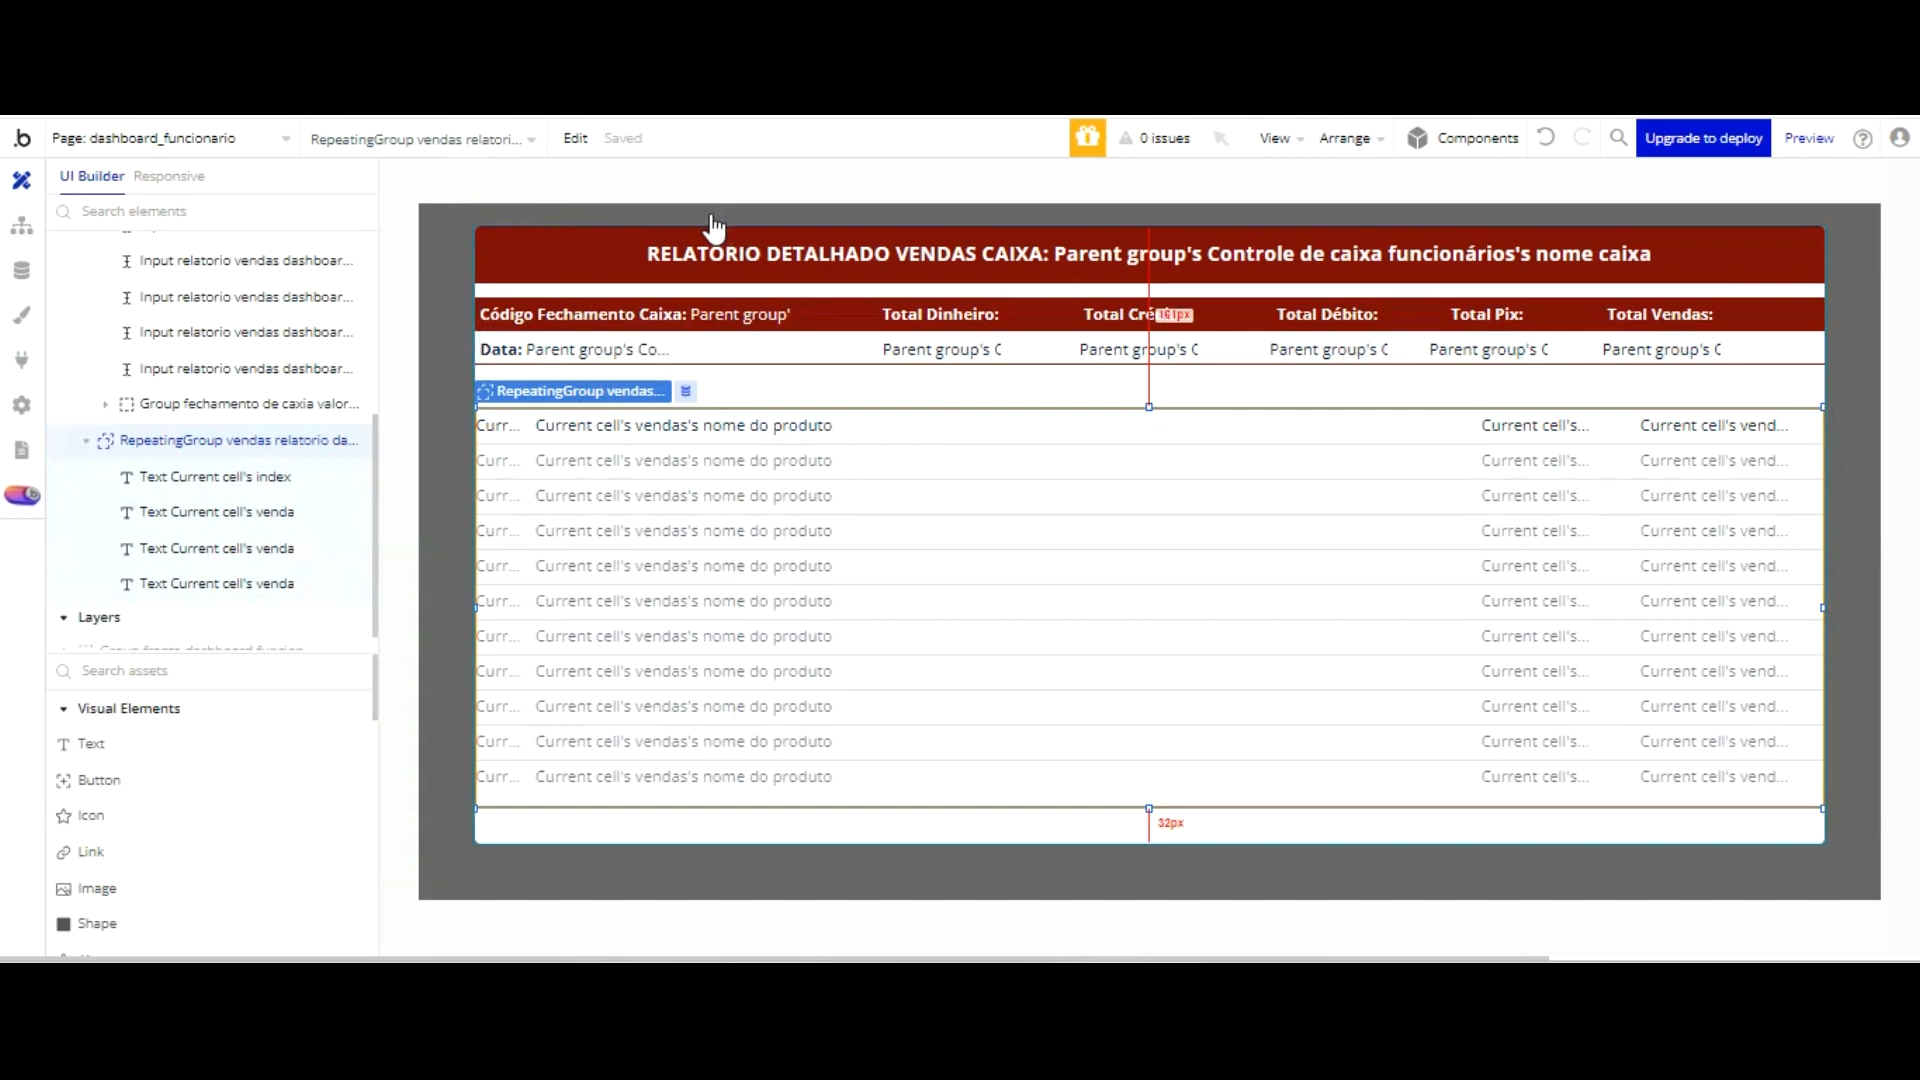 .b Page: dashboard_funcionario RepeatingGroup vendas relatori... Edit Saved 0 issues View Arrange Components Upgrade to deploy Preview
UI Builder Responsive
Search elements
Input relatorio vendas dashboar...
Input relatorio vendas dashboar...
Input relatorio vendas dashboar...
Input relatorio vendas dashboar...
Group fechamento de caxia valor...
RepeatingGroup vendas relatorio da...
Text Current cell's index
Text Current cell's venda
Text Current cell's venda
Text Current cell's venda
Layers
Search assets
Visual Elements
Text
Button
Icon
Link
Image
Shape
RELATORIO DETALHADO VENDAS CAIXA: Parent group's Controle de caixa funcionários's nome caixa
Código Fechamento Caixa: Parent group' Total Dinheiro: Total Cré 161px Total Débito: Total Pix: Total Vendas:
Data: Parent group's Co... Parent group's C Parent group's C Parent group's C Parent group's C Parent group's C
RepeatingGroup vendas...
Curr... Current cell's vendas's nome do produto Current cell's... Current cell's vend...
Curr... Current cell's vendas's nome do produto Current cell's... Current cell's vend...
Curr... Current cell's vendas's nome do produto Current cell's... Current cell's vend...
Curr... Current cell's vendas's nome do produto Current cell's... Current cell's vend...
Curr... Current cell's vendas's nome do produto Current cell's... Current cell's vend...
Curr... Current cell's vendas's nome do produto Current cell's... Current cell's vend...
Curr... Current cell's vendas's nome do produto Current cell's... Current cell's vend...
Curr... Current cell's vendas's nome do produto Current cell's... Current cell's vend...
Curr... Current cell's vendas's nome do produto Current cell's... Current cell's vend...
Curr... Current cell's vendas's nome do produto Current cell's... Current cell's vend...
Curr... Current cell's vendas's nome do produto Current cell's... Current cell's vend...
32px